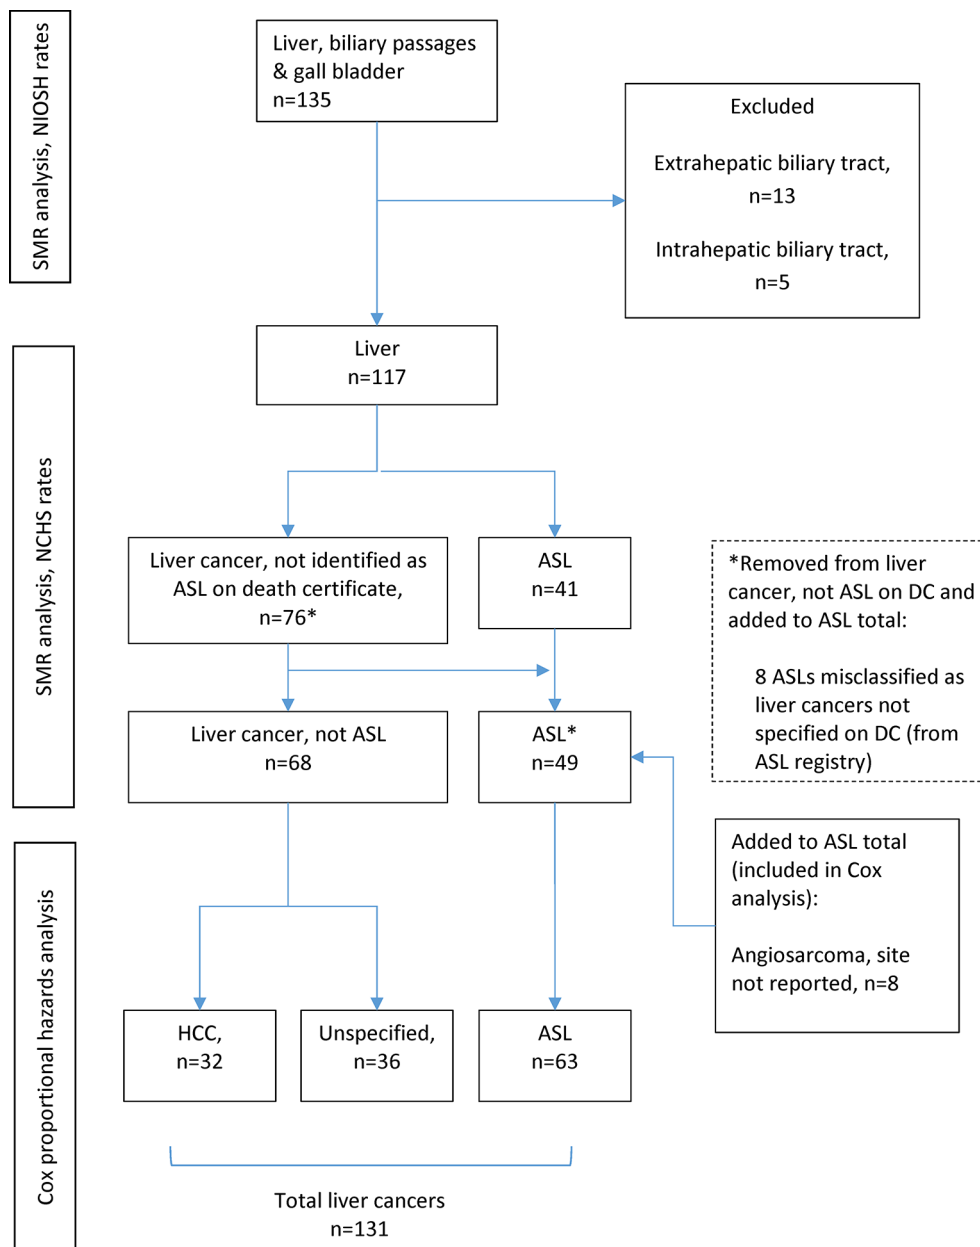 SMR analysis, NIOSH rates
Liver, biliary passages
& gall bladder
n=135
Excluded
Extrahepatic biliary tract,
n=13
Intrahepatic biliary tract,
n=5
Liver
n=117
SMR analysis, NCHS rates
Liver cancer, not identified as
ASL on death certificate,
n=76*
ASL
n=41
*Removed from liver
cancer, not ASL on DC and
added to ASL total:
8 ASLs misclassified as
liver cancers not
specified on DC (from
ASL registry)
Liver cancer, not ASL
n=68
ASL*
n=49
Added to ASL total
(included in Cox
analysis):
Angiosarcoma, site
not reported, n=8
Cox proportional hazards analysis
HCC,
n=32
Unspecified,
n=36
ASL
n=63
Total liver cancers
n=131